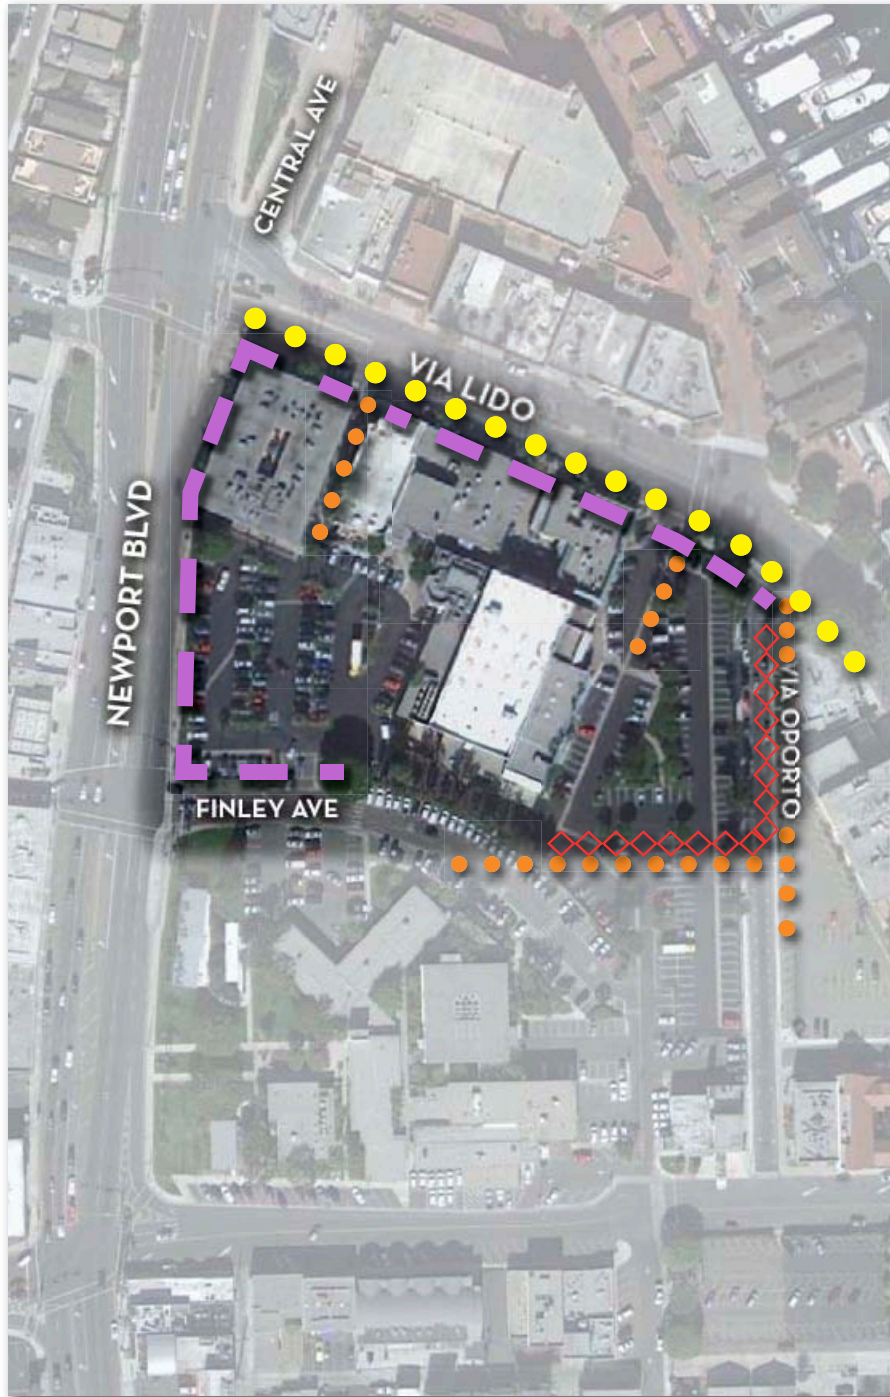 CENTRAL AVE
VIA LIDO
NEWPORT BLVD
VIA OPORTO
FINLEY AVE